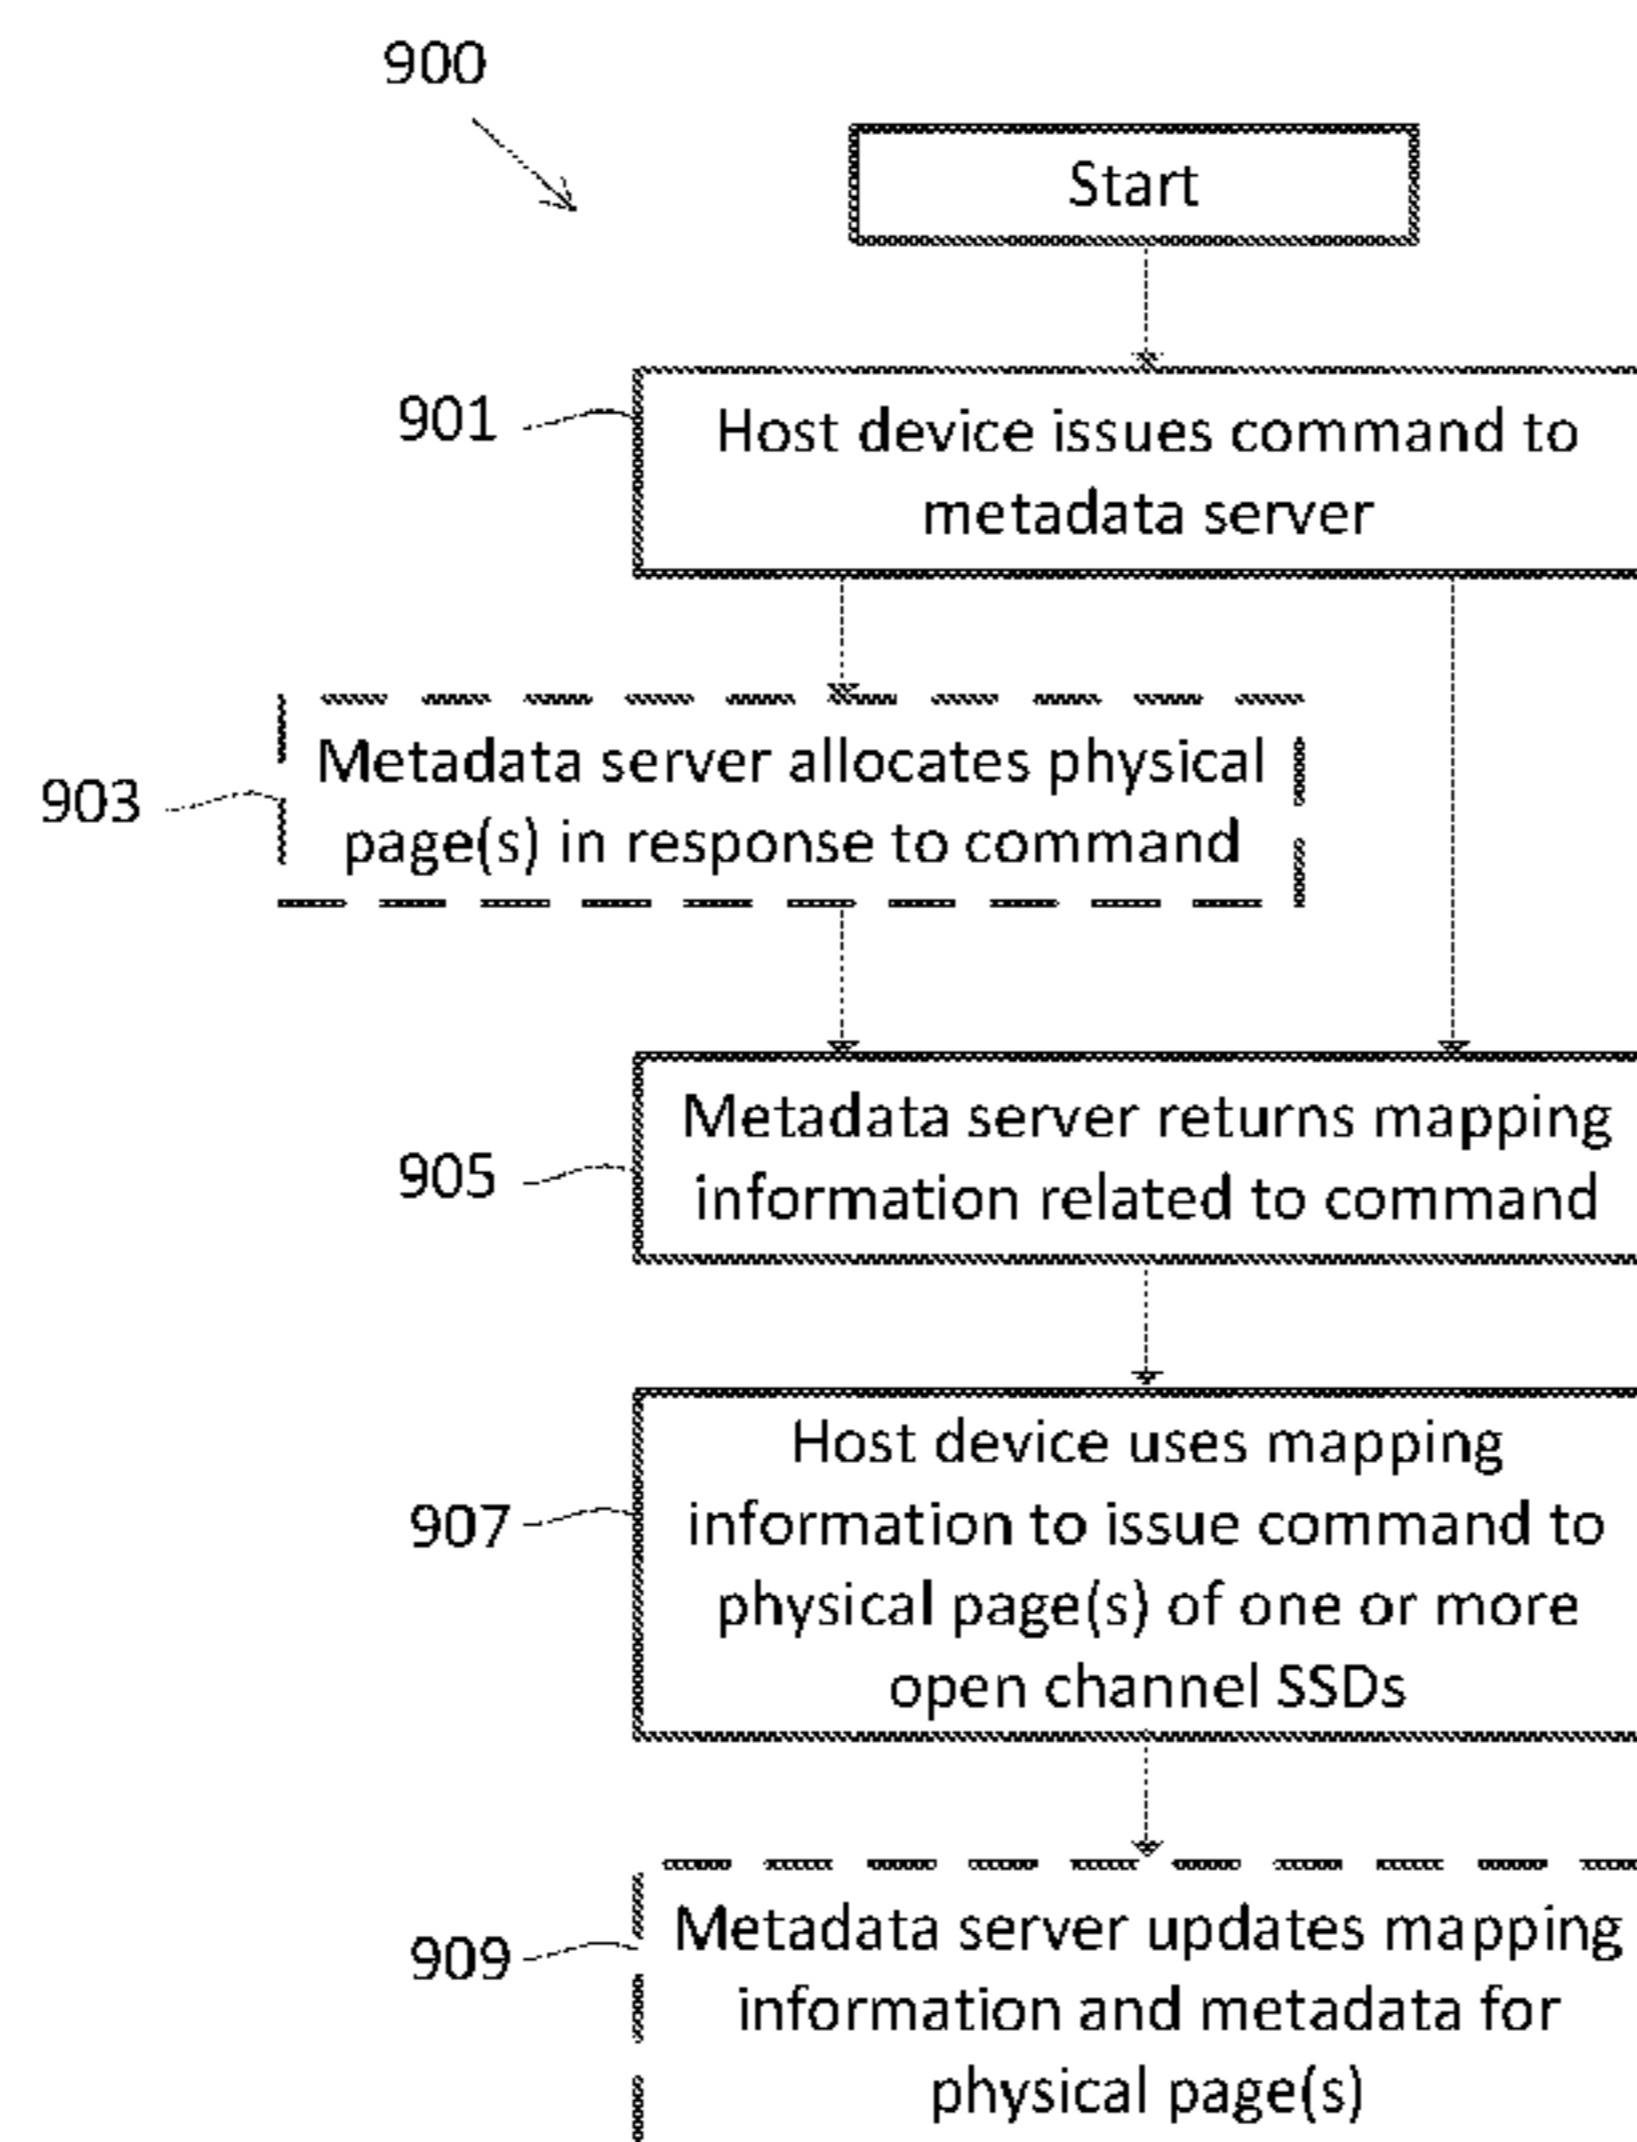 900
Start
901
Host device issues command to
metadata server
Metadata server allocates physical
903
page(s) in response to command
Metadata server returns mapping
905
information related to command
Host device uses mapping
907
information to issue command to
physical page(s) of one or more
open channel SSDs
Metadata server updates mapping
909
information and metadata for
physical page(s)